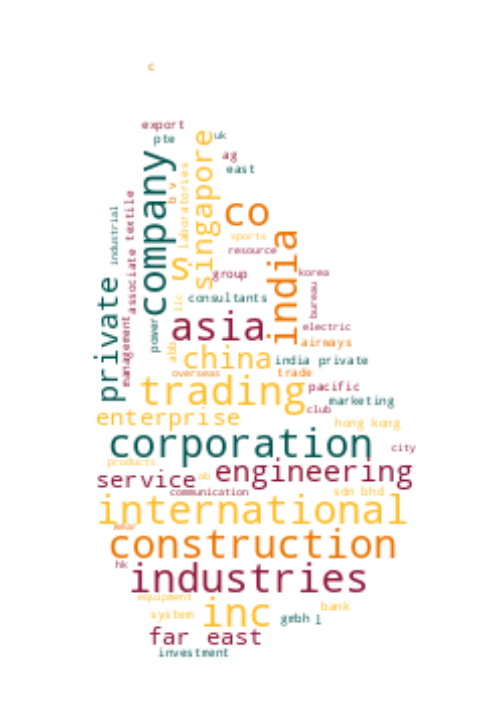 c
export
pte
uk
company
singapore
ag
east
b v
laboratories
industrial
associate
textile
co
sports
resource
india
s
group
korea
private
consultants
llc
bureau
management
power
asia
electric
airways
abb
china
india private
overseas
trade
trading
pacific
marketing
club
enterprise
hong kong
corporation
city
products
engineering
service
ab
communication
sdn bhd
international
near
construction
hk
industries
equipment
inc
bank
system
gmbh
l
far east
investment